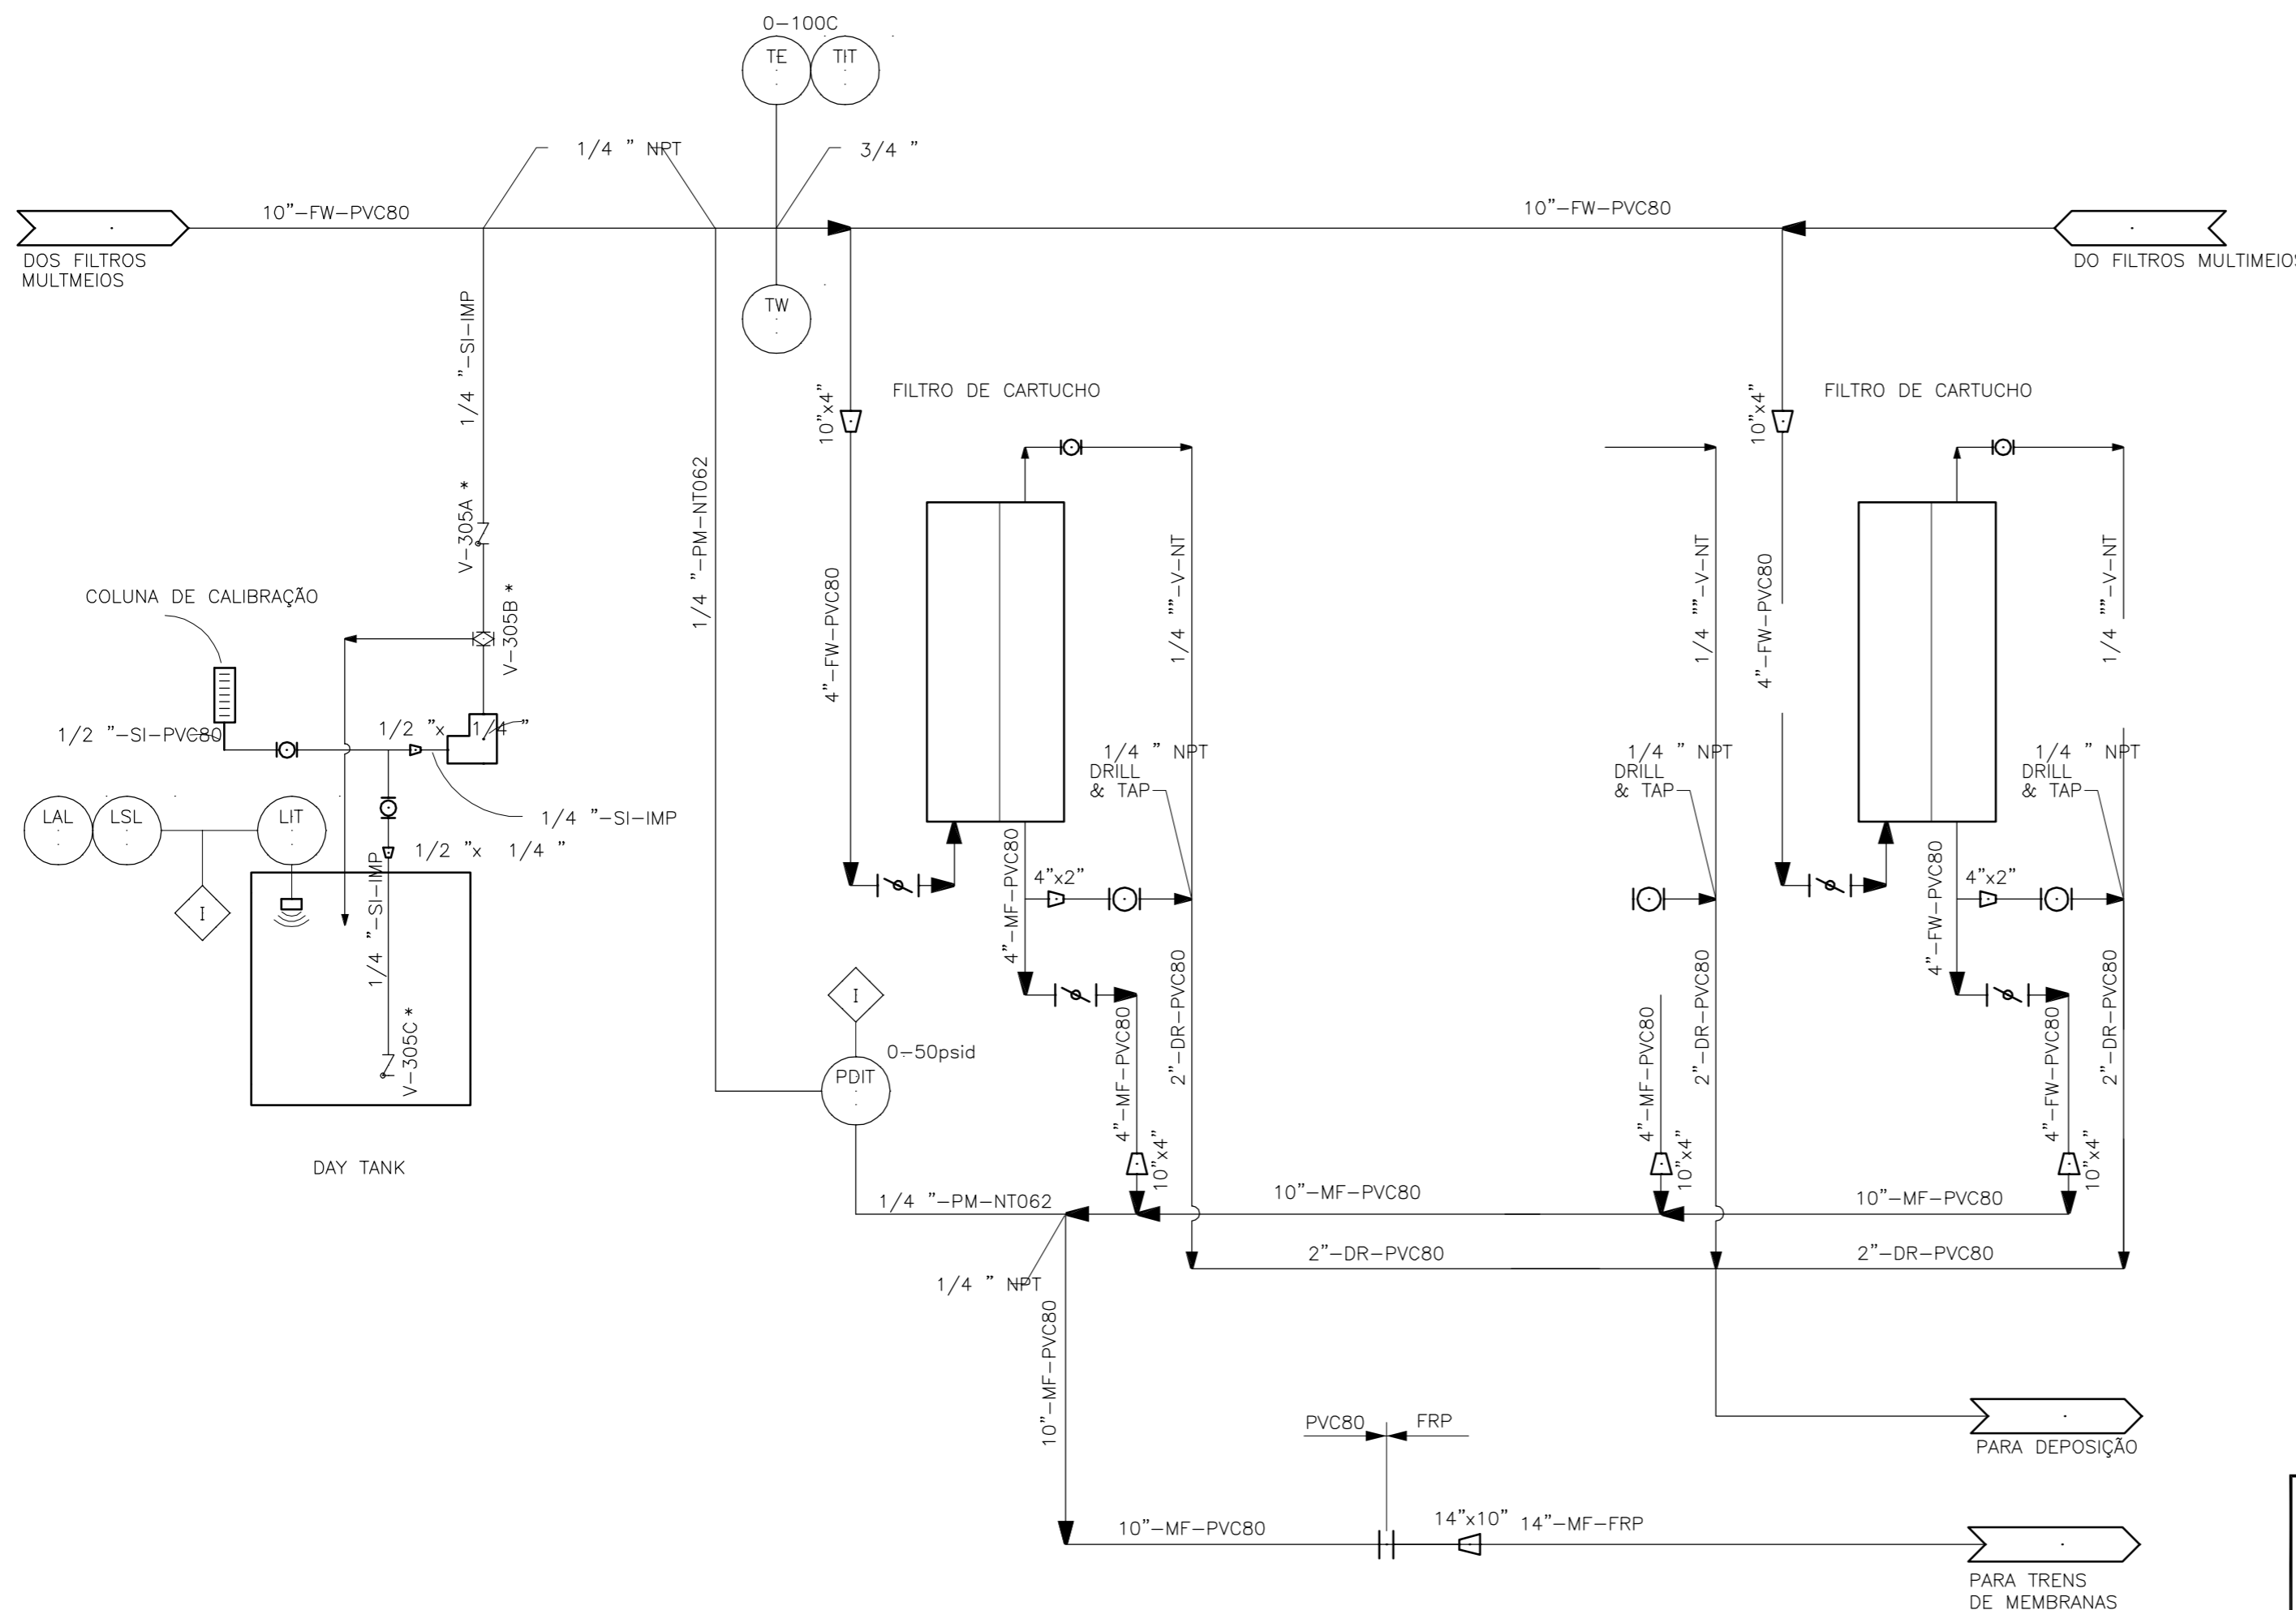 0-100C
TE
TIT
1/4 " NPT
3/4 "
10"-FW-PVC80
10"-FW-PVC80
DOS FILTROS
MULTMEIOS
DO FILTROS MULTIMEIOS
TW
1/4 "-SI-IMP
10"x4"
FILTRO DE CARTUCHO
10"x4"
FILTRO DE CARTUCHO
V-305A *
1/4 "-PM-NT062
4"-FW-PVC80
1/4 ""-V-NT
1/4 ""-V-NT
4"-FW-PVC80
1/4 ""-V-NT
COLUNA DE CALIBRAÇÃO
V-305B *
1/2 "-SI-PVC80
1/2 "x 1/4 "
1/4 " NPT
DRILL
& TAP
1/4 " NPT
DRILL
& TAP
1/4 " NPT
DRILL
& TAP
LAL
LSL
LIT
1/4 "-SI-IMP
1/2 "x 1/4 "
I
1/4 "-SI-IMP
4"-MF-PVC80
4"x2"
4"-FW-PVC80
4"x2"
V-305C *
I
0-50psid
PDIT
4"-MF-PVC80
2"-DR-PVC80
4"-MF-PVC80
2"-DR-PVC80
4"-FW-PVC80
2"-DR-PVC80
DAY TANK
10"x4"
10"x4"
10"x4"
1/4 "-PM-NT062
10"-MF-PVC80
10"-MF-PVC80
2"-DR-PVC80
2"-DR-PVC80
1/4 " NPT
10"-MF-PVC80
PVC80
FRP
PARA DEPOSIÇÃO
10"-MF-PVC80
14"x10"
14"-MF-FRP
PARA TRENS
DE MEMBRANAS